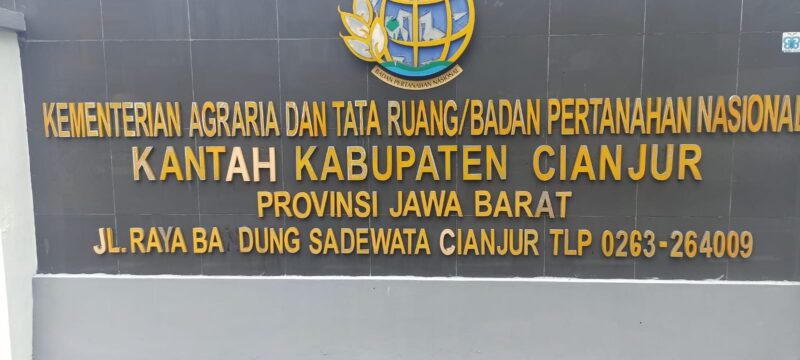 BADAN PERTANAHAN NASIONAL
KEMENTERIAN AGRARIA DAN TATA RUANG/BADAN PERTANAHAN NASIONAL
KANTAH KABUPATEN CIANJUR
PROVINSI JAWA BARAT
JL. RAYA BA DUNG SADEWATA CIANJUR TLP 0263-264009